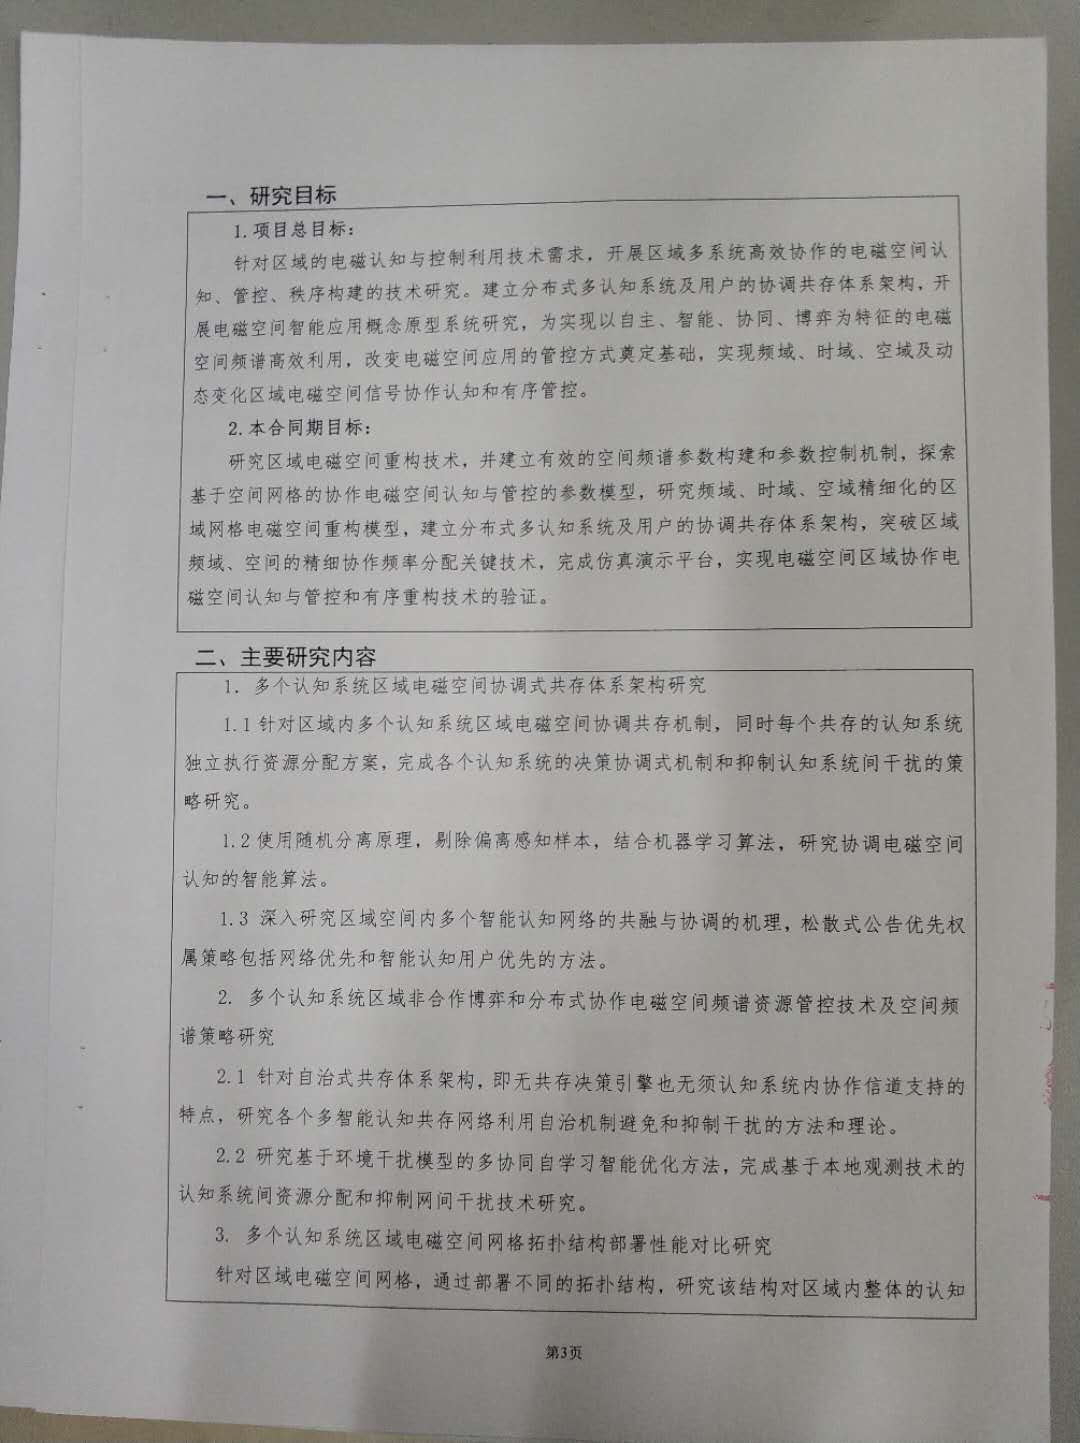 一、研究目标
1.项目总目标：
针对区域的电磁认知与控制利用技术需求，开展区域多系统高效协作的电磁空间认
知、管控、秩序构建的技术研究。建立分布式多认知系统及用户的协调共存体系架构，开
展电磁空间智能应用概念原型系统研究，为实现以自主、智能、协同、博弈为特征的电磁
空间频谱高效利用，改变电磁空间应用的管控方式奠定基础，实现频域、时域、空域及动
态变化区域电磁空间信号协作认知和有序管控。
2.本合同期目标：
研究区域电磁空间重构技术，并建立有效的空间频谱参数构建和参数控制机制，探索
基于空间网格的协作电磁空间认知与管控的参数模型，研究频域、时域、空域精细化的区
域网格电磁空间重构模型，建立分布式多认知系统及用户的协调共存体系架构，突破区域
频域、空间的精细协作频率分配关键技术，完成仿真演示平台，实现电磁空间区域协作电
磁空间认知与管控和有序重构技术的验证。
二、主要研究内容
1. 多个认知系统区域电磁空间协调式共存体系架构研究
1.1 针对区域内多个认知系统区域电磁空间协调共存机制，同时每个共存的认知系统
独立执行资源分配方案，完成各个认知系统的决策协调式机制和抑制认知系统间干扰的策
略研究。
1.2 使用随机分离原理，剔除偏离感知样本，结合机器学习算法，研究协调电磁空间
认知的智能算法。
1.3 深入研究区域空间内多个智能认知网络的共融与协调的机理，松散式公告优先权
属策略包括网络优先和智能认知用户优先的方法。
2. 多个认知系统区域非合作博弈和分布式协作电磁空间频谱资源管控技术及空间频
谱策略研究
2.1 针对自治式共存体系架构，即无共存决策引擎也无须认知系统内协作信道支持的
特点，研究各个多智能认知共存网络利用自治机制避免和抑制干扰的方法和理论。
2.2 研究基于环境干扰模型的多协同自学习智能优化方法，完成基于本地观测技术的
认知系统间资源分配和抑制网间干扰技术研究。
3. 多个认知系统区域电磁空间网格拓扑结构部署性能对比研究
针对区域电磁空间网格，通过部署不同的拓扑结构，研究该结构对区域内整体的认知
第3页